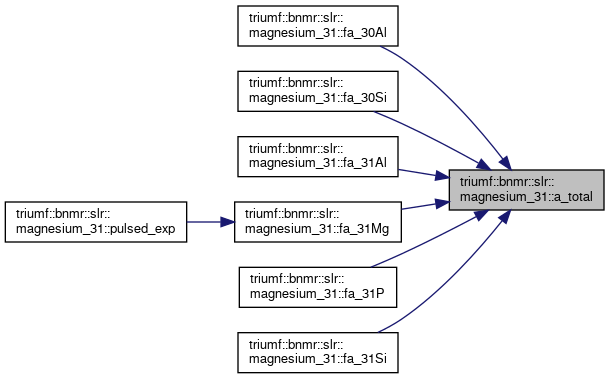 triumf::bnmr::slr::
magnesium_31::fa_30Al
triumf::bnmr::slr::
magnesium_31::fa_30Si
triumf::bnmr::slr::
magnesium_31::fa_31Al
triumf::bnmr::slr::
magnesium_31::a_total
triumf::bnmr::slr::
magnesium_31::pulsed_exp
triumf::bnmr::slr::
magnesium_31::fa_31Mg
triumf::bnmr::slr::
magnesium_31::fa_31P
triumf::bnmr::slr::
magnesium_31::fa_31Si